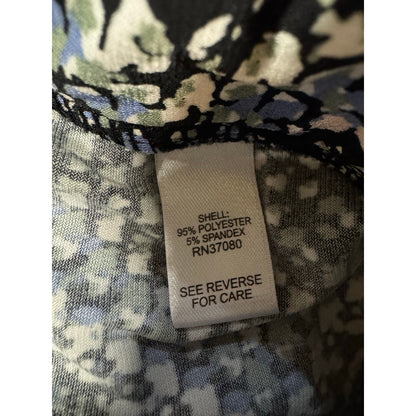 SHELL:
95% POLYESTER
5% SPANDEX
RN37080
SEE REVERSE
FOR CARE